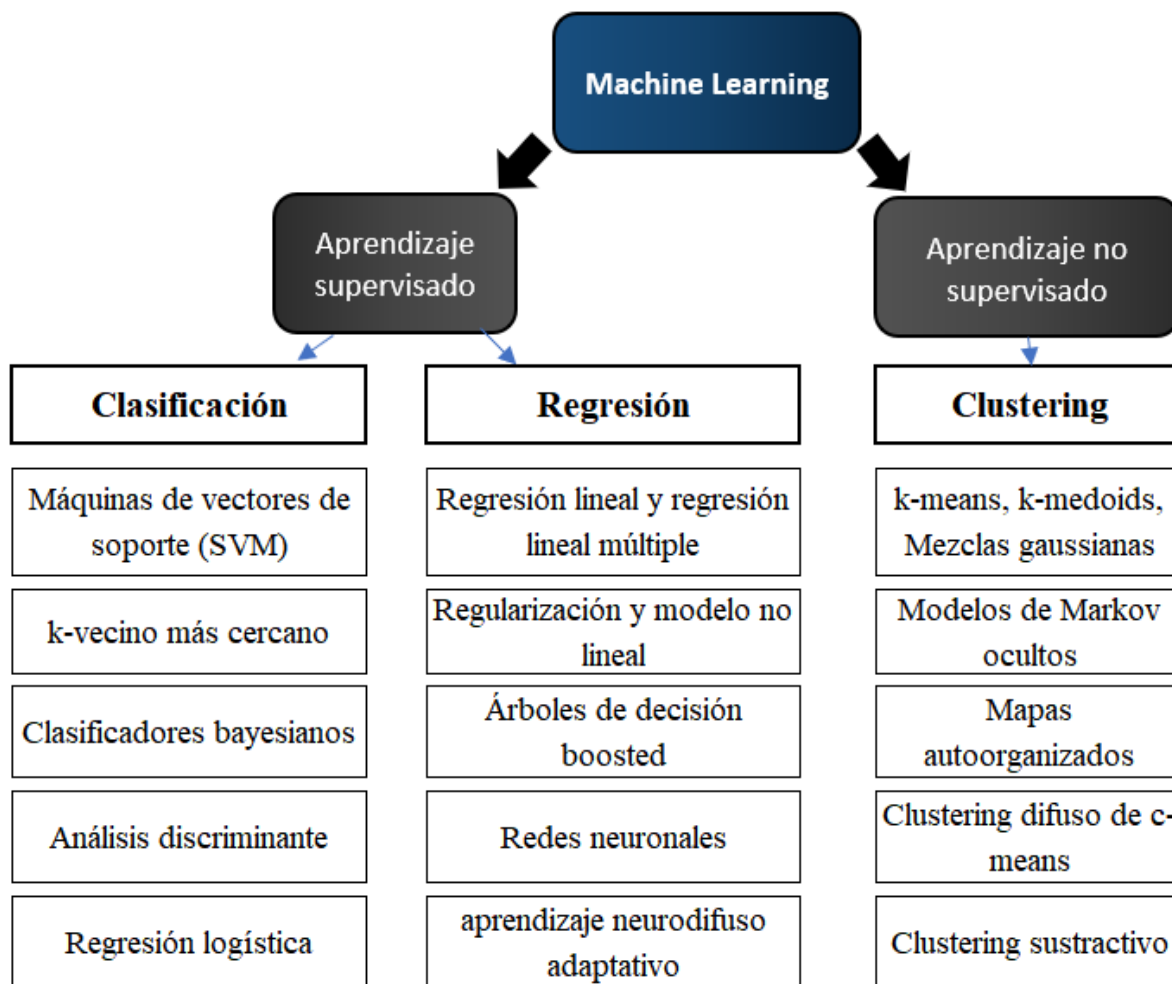 Machine Learning
Aprendizaje
supervisado
Aprendizaje no
supervisado
Clasificación
Regresión
Clustering
Máquinas de vectores de
soporte (SVM)
Regresión lineal y regresión
lineal múltiple
k-means, k-medoids,
Mezclas gaussianas
k-vecino más cercano
Regularización y modelo no
lineal
Modelos de Markov
ocultos
Clasificadores bayesianos
Árboles de decisión
boosted
Mapas
autoorganizados
Análisis discriminante
Redes neuronales
Clustering difuso de c-
means
Regresión logística
aprendizaje neurodifuso
adaptativo
Clustering sustractivo